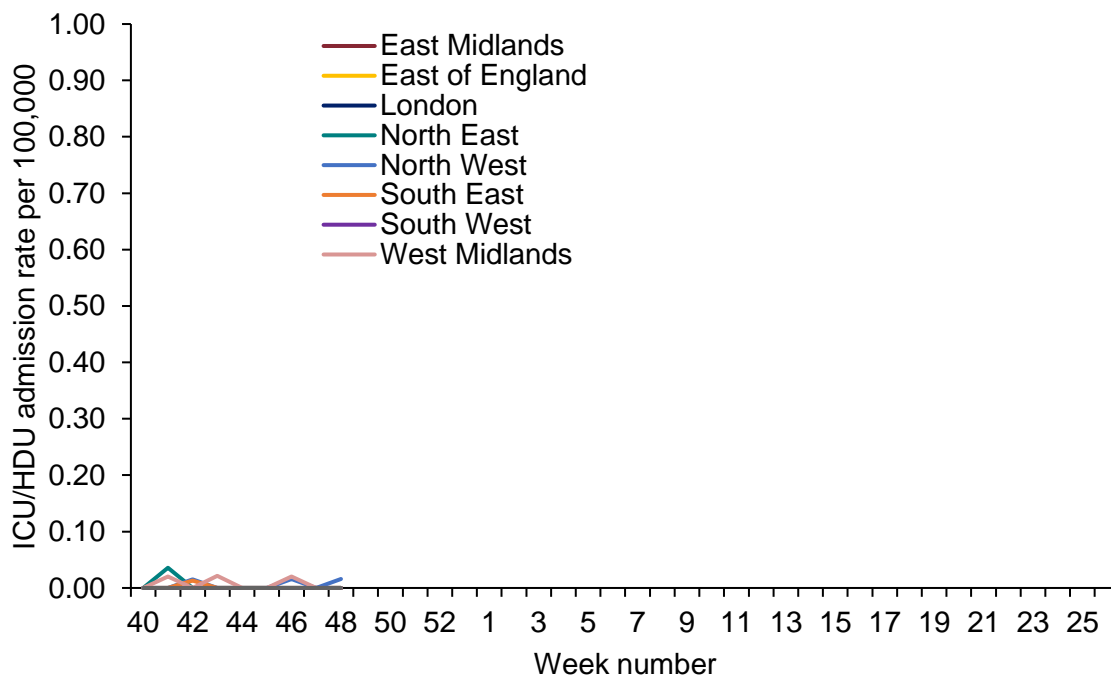 ICU/HDU admission rate per 100,000
1.00
0.90
0.80
0.70
0.60
0.50
0.40
0.30
0.20
0.10
0.00
East Midlands
East of England
London
North East
North West
South East
South West
West Midlands
40 42 44 46 48 50 52 1 3 5 7 9 11 13 15 17 19 21 23 25
Week number